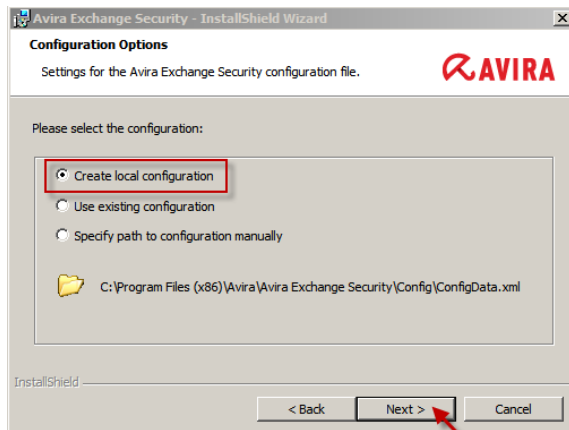 Avira Exchange Security - InstallShield Wizard
Configuration Options
Settings for the Avira Exchange Security configuration file.
AVIRA
Please select the configuration:
Create local configuration
Use existing configuration
Specify path to configuration manually
C:\Program Files (x86)\Avira\Avira Exchange Security\Config\ConfigData.xml
InstallShield
< Back Next > Cancel